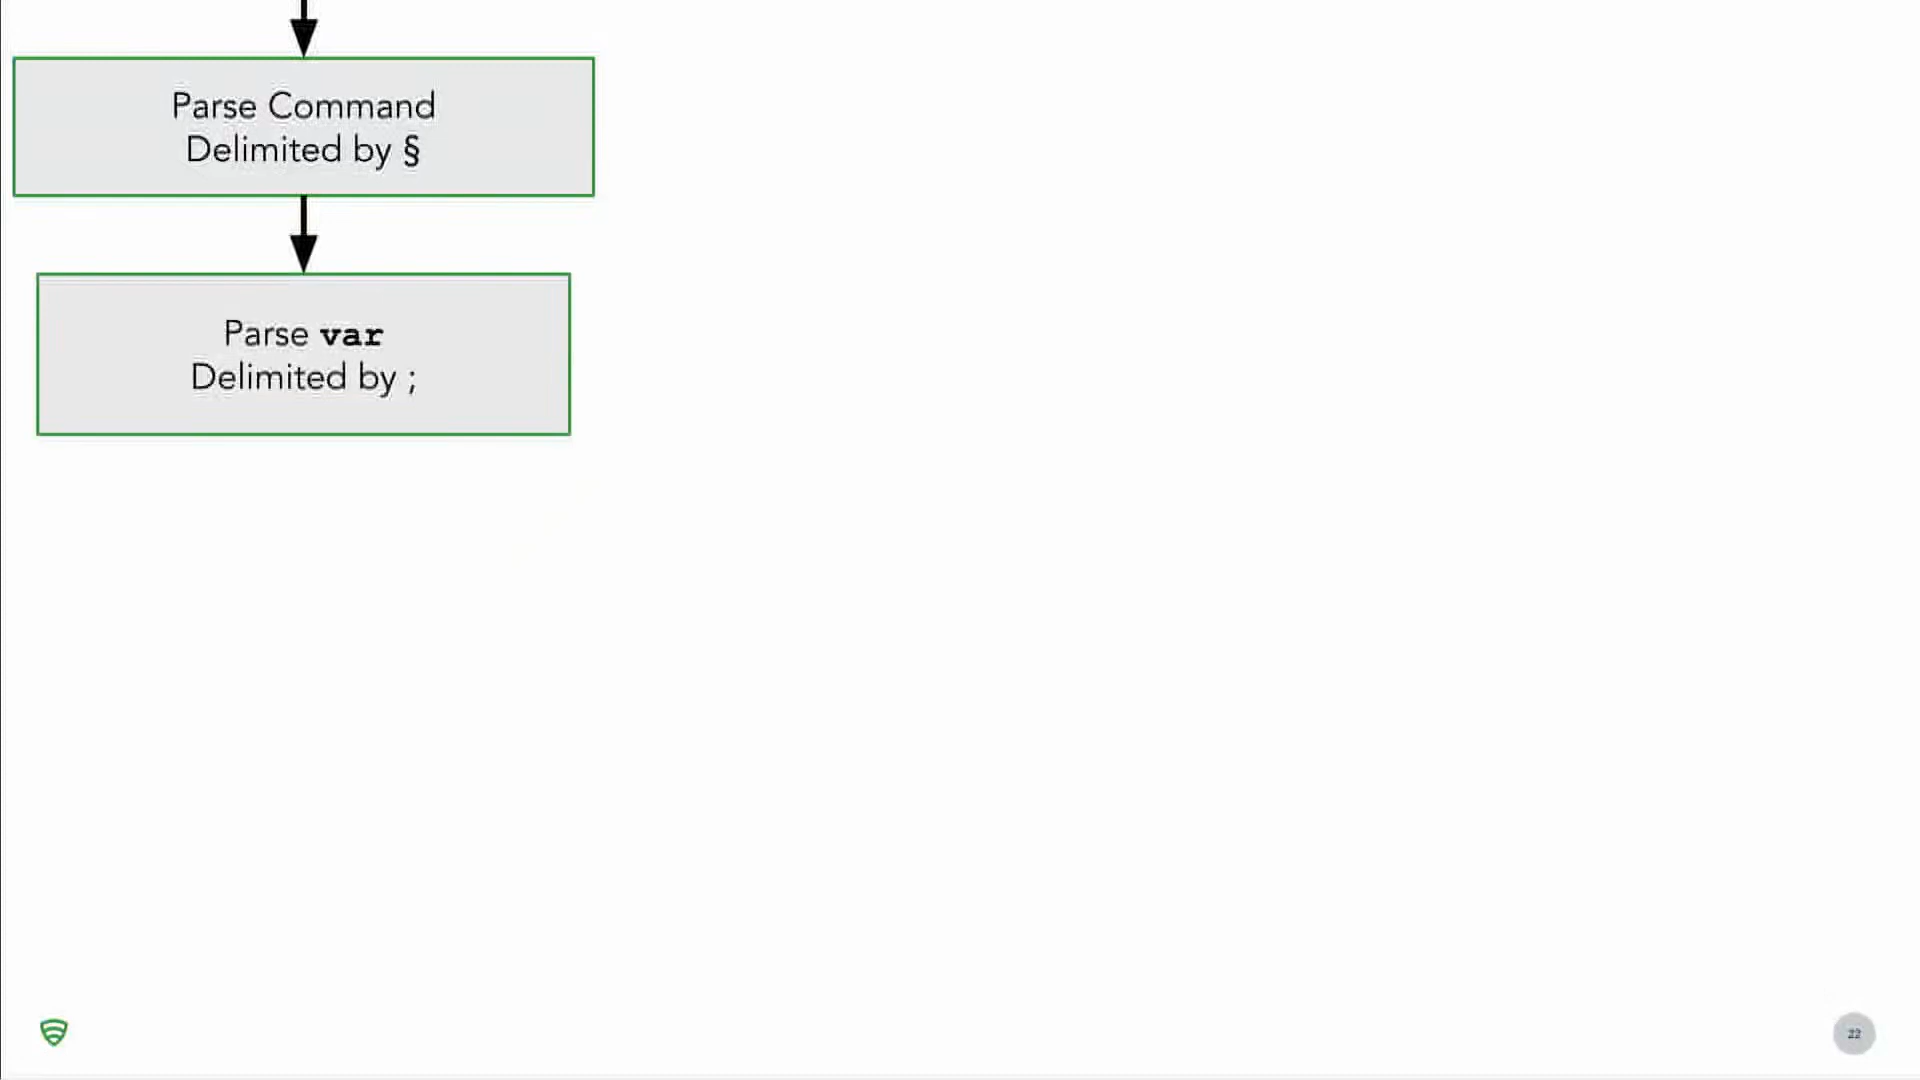 Parse Command
Delimited by §
Parse var
Delimited by ;
22